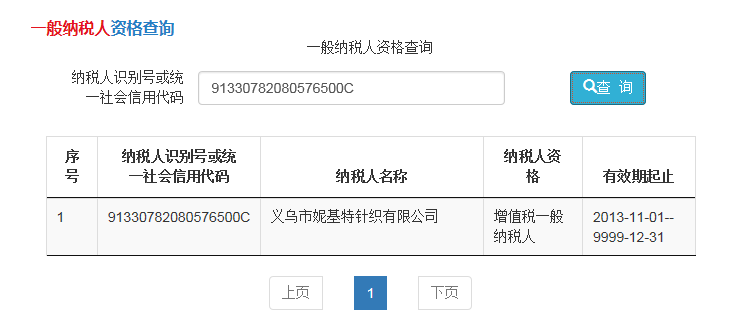 一般纳税人资格查询
一般纳税人资格查询
纳税人识别号或统
一社会信用代码
91330782080576500C
查 询
序
号
纳税人识别号或统
一社会信用代码
纳税人名称
纳税人资
格
有效期起止
1
91330782080576500C
义乌市妮基特针织有限公司
增值税一般
纳税人
2013-11-01--
9999-12-31
上页
1
下页